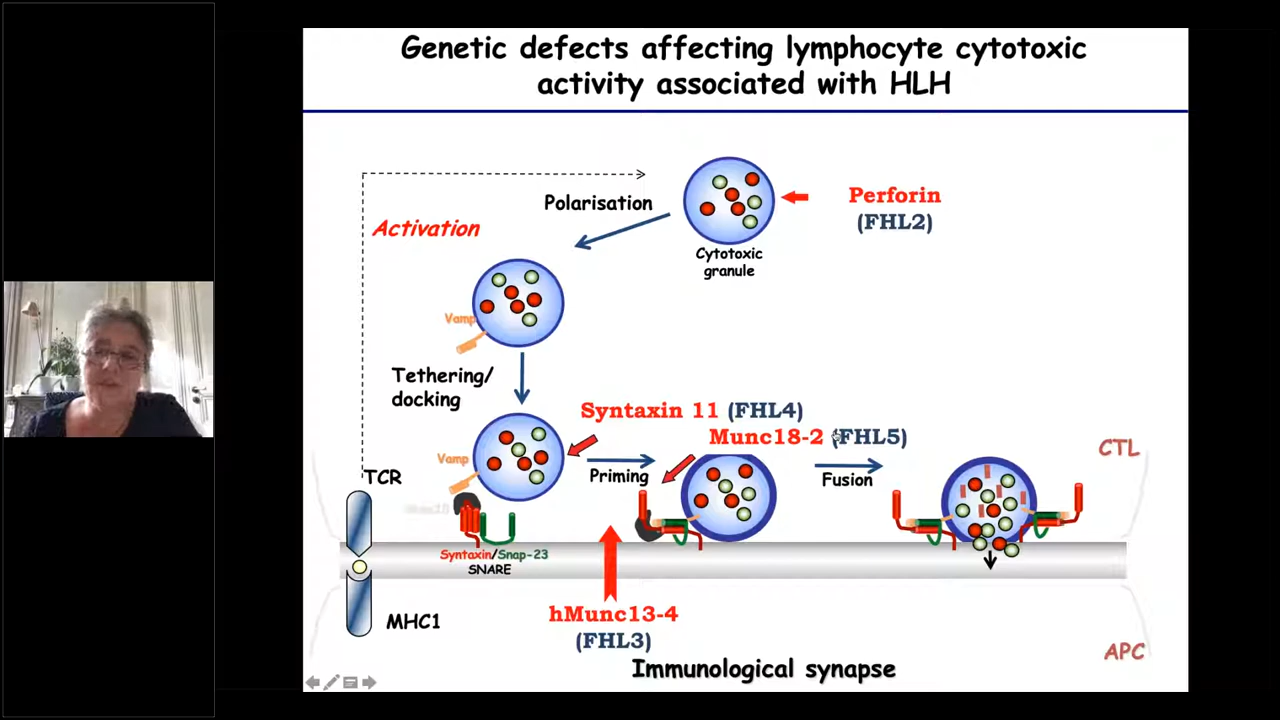 Genetic defects affecting lymphocyte cytotoxic
activity associated with HLH
Polarisation
Perforin
(FHL2)
Activation
Cytotoxic
granule
Vamp
Tethering/
docking
Syntaxin 11 (FHL4)
Munc18-2 (FHL5)
CTL
Vamp
Priming
Fusion
TCR
Syntaxin/Snap-23
SNARE
hMunc13-4
(FHL3)
MHC1
APC
Immunological synapse